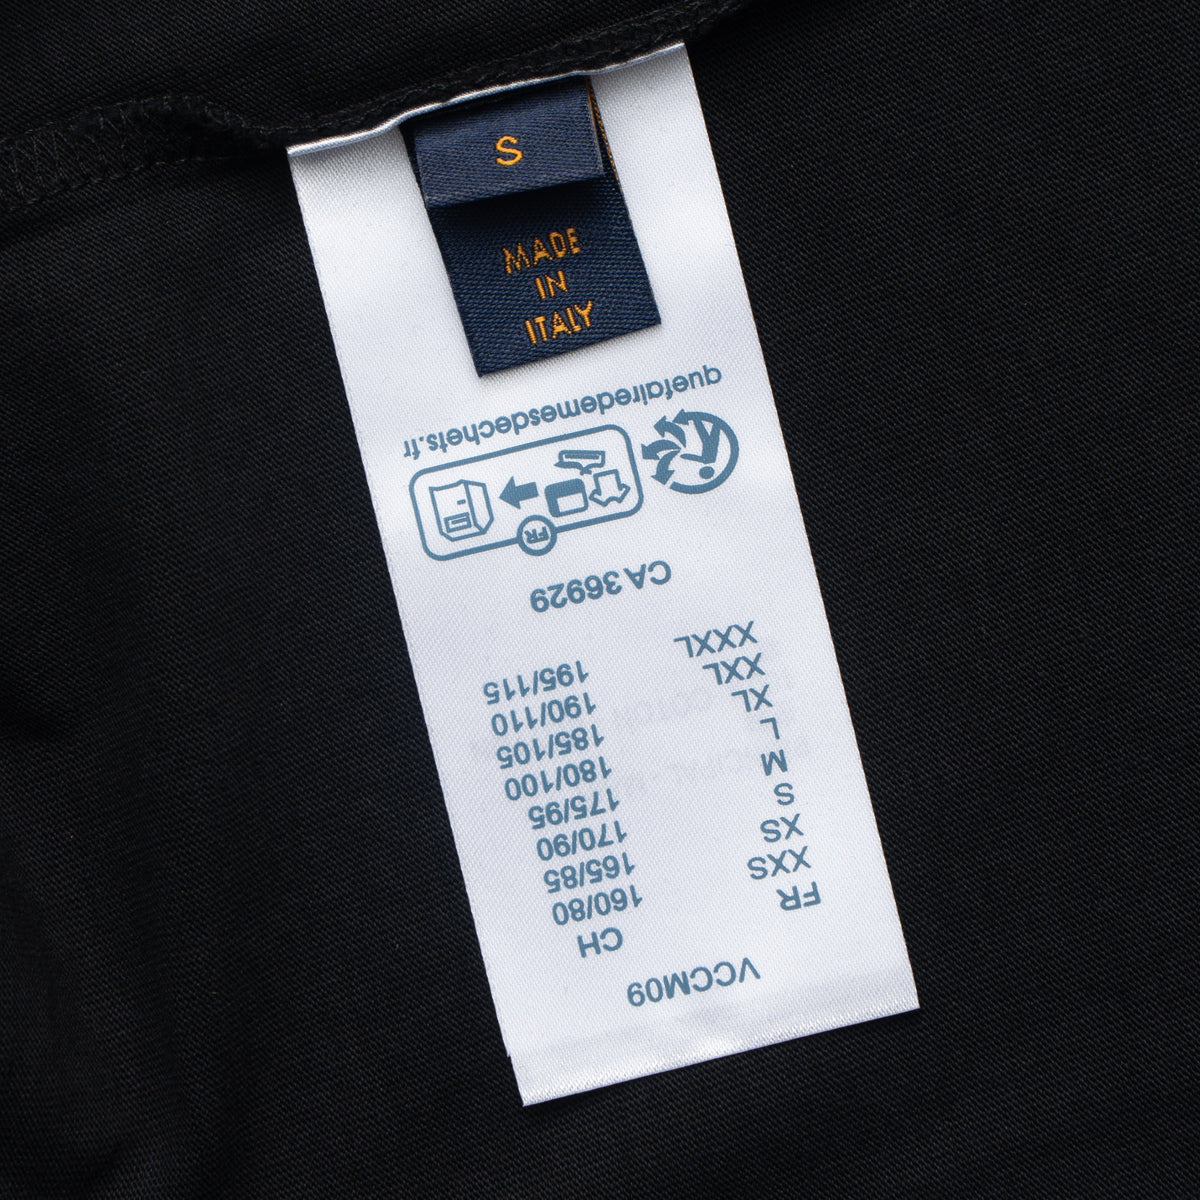 S
MADE
IN
ITALY
VCCM09
FR CH
XXS 160/80
XS 165/85
S 170/90
M 175/95
L 180/100
XL 185/105
XXL 190/110
XXXL 195/115
CA 36929
FR
quefairedemesdechets.fr